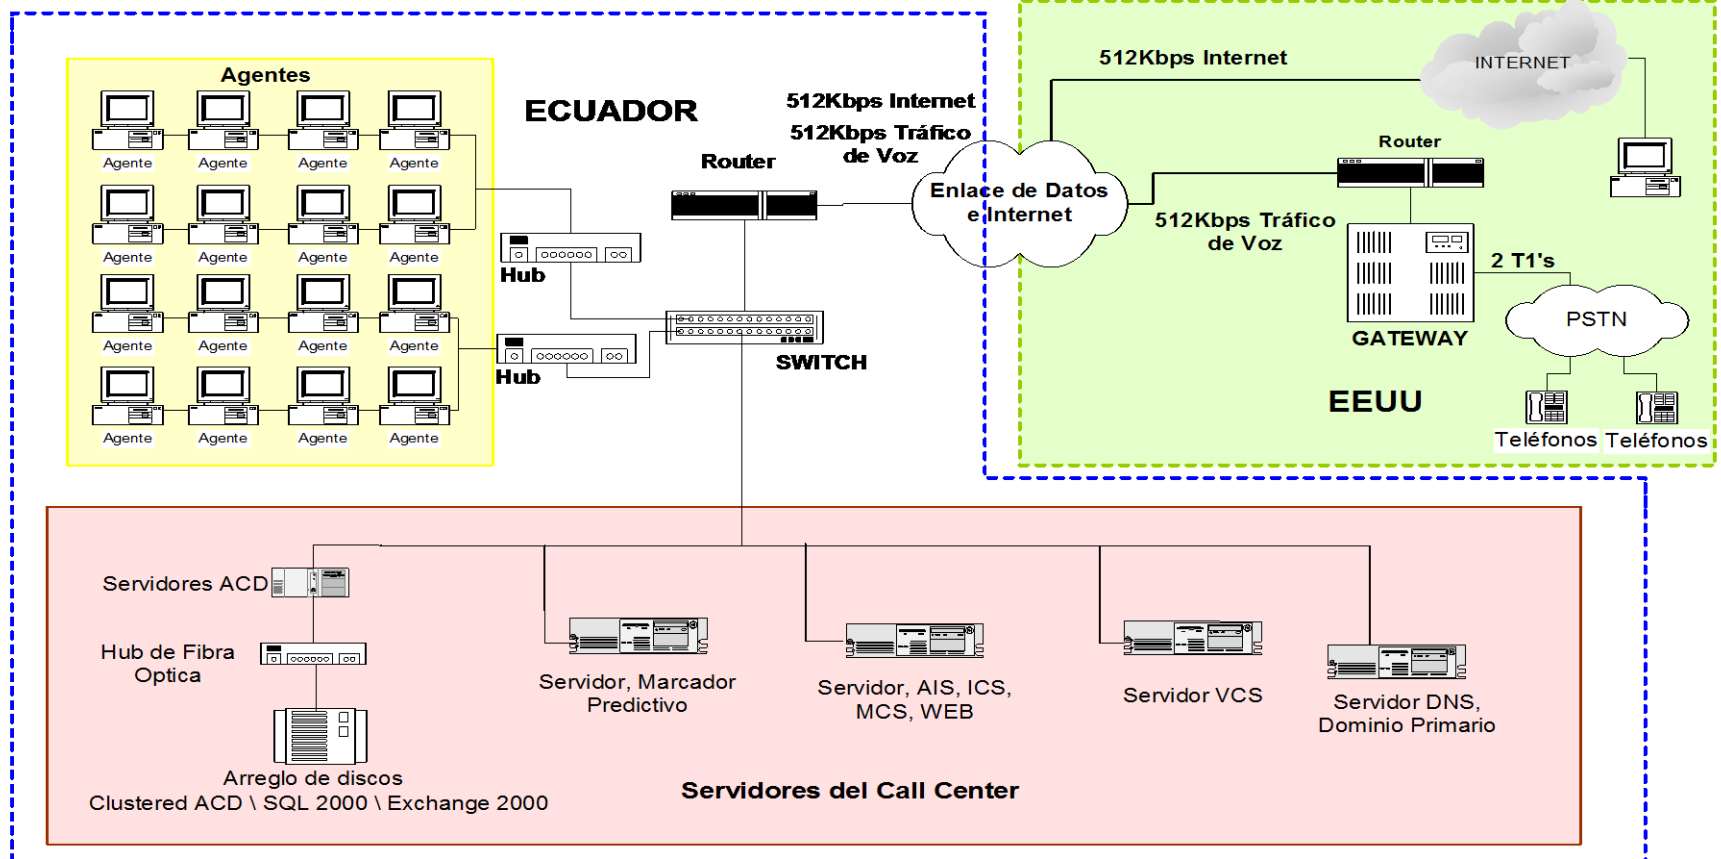 Agentes
Agente Agente Agente Agente
Agente Agente Agente Agente
Agente Agente Agente Agente
Agente Agente Agente Agente
ECUADOR
Hub
Hub
Router
SWITCH
512Kbps Internet
512Kbps Tráfico
de Voz
Enlace de Datos
e Internet
512Kbps Internet
INTERNET
Router
512Kbps Tráfico
de Voz
2 T1's
GATEWAY
PSTN
EEUU
Teléfonos Teléfonos
Servidores ACD
Hub de Fibra
Optica
Arreglo de discos
Clustered ACD \ SQL 2000 \ Exchange 2000
Servidor, Marcador
Predictivo
Servidor, AIS, ICS,
MCS, WEB
Servidor VCS
Servidor DNS,
Dominio Primario
Servidores del Call Center